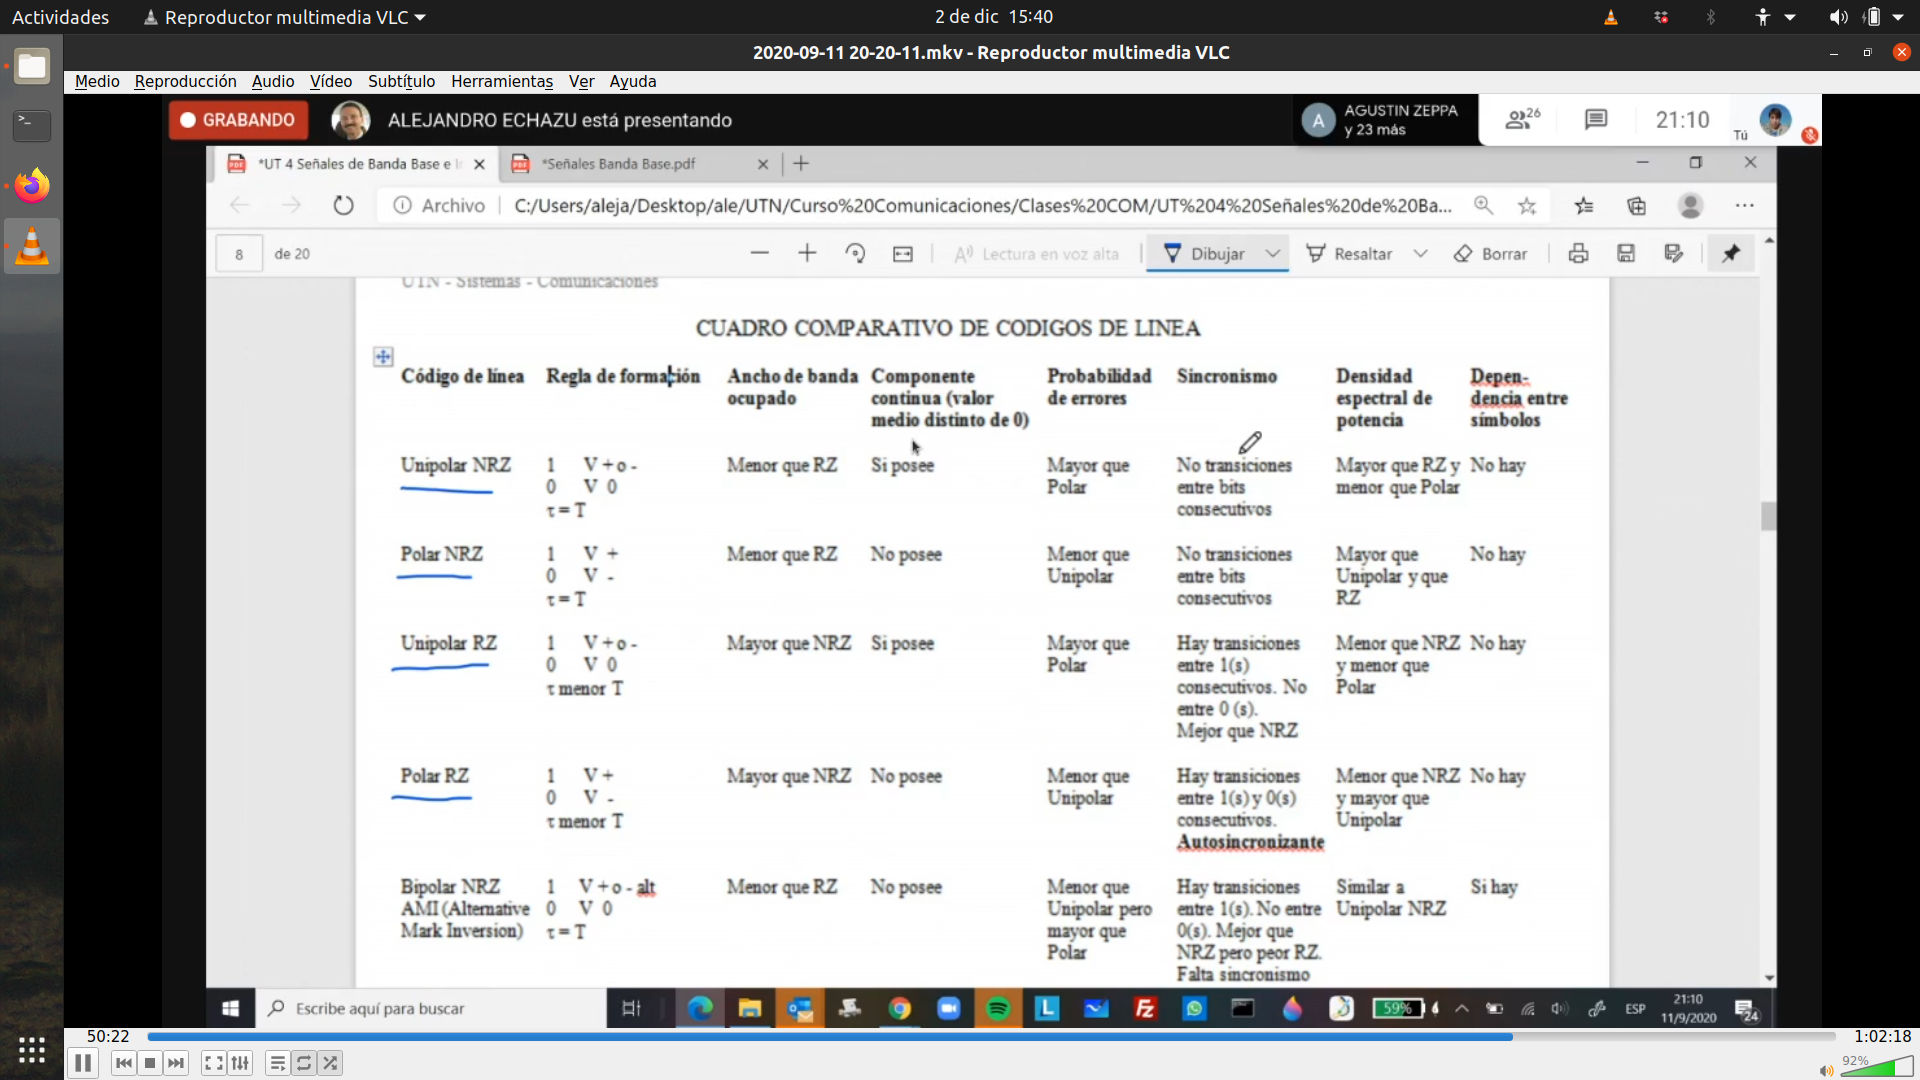 Actividades
Reproductor multimedia VLC
2 de dic 15:40
2020-09-11 20-20-11.mkv - Reproductor multimedia VLC
Medio Reproducción Audio Vídeo Subtítulo Herramientas Ver Ayuda
GRABANDO
ALEJANDRO ECHAZU está presentando
A
AGUSTIN ZEPPA
y 23 más
26
21:10
Tú
*UT 4 Señales de Banda Base e I
*Señales Banda Base.pdf
Archivo
C:/Users/aleja/Desktop/ale/UTN/Curso%20Comunicaciones/Clases%20COM/UT%204%20Señales%20de%20Ba...
8 de 20
Lectura en voz alta
Dibujar
Resaltar
Borrar
UTN - Sistemas - Comunicaciones
CUADRO COMPARATIVO DE CODIGOS DE LINEA
Código de línea Regla de formación Ancho de banda Componente Probabilidad Sincronismo Densidad Depen-
ocupado continua (valor de errores espectral de dencia entre
medio distinto de 0) potencia símbolos
Unipolar NRZ 1 V + o - Menor que RZ Si posee Mayor que No transiciones Mayor que RZ y No hay
0 V 0 Polar entre bits menor que Polar
τ = T consecutivos
Polar NRZ 1 V + Menor que RZ No posee Menor que No transiciones Mayor que No hay
0 V - Unipolar entre bits Unipolar y que
τ = T consecutivos RZ
Unipolar RZ 1 V + o - Mayor que NRZ Si posee Mayor que Hay transiciones Menor que NRZ No hay
0 V 0 Polar entre 1(s) y menor que
τ menor T consecutivos. No Polar
entre 0 (s).
Mejor que NRZ
Polar RZ 1 V + Mayor que NRZ No posee Menor que Hay transiciones Menor que NRZ No hay
0 V - Unipolar entre 1(s) y 0(s) y mayor que
τ menor T consecutivos. Unipolar
Autosincronizante
Bipolar NRZ 1 V + o - alt Menor que RZ No posee Menor que Hay transiciones Similar a Si hay
AMI (Alternative 0 V 0 Unipolar pero entre 1(s). No entre Unipolar NRZ
Mark Inversion) τ = T mayor que 0(s). Mejor que
Polar NRZ pero peor RZ.
Falta sincronismo
Escribe aquí para buscar
L
59%
ESP
21:10
11/9/2020
24
50:22
1:02:18
92%